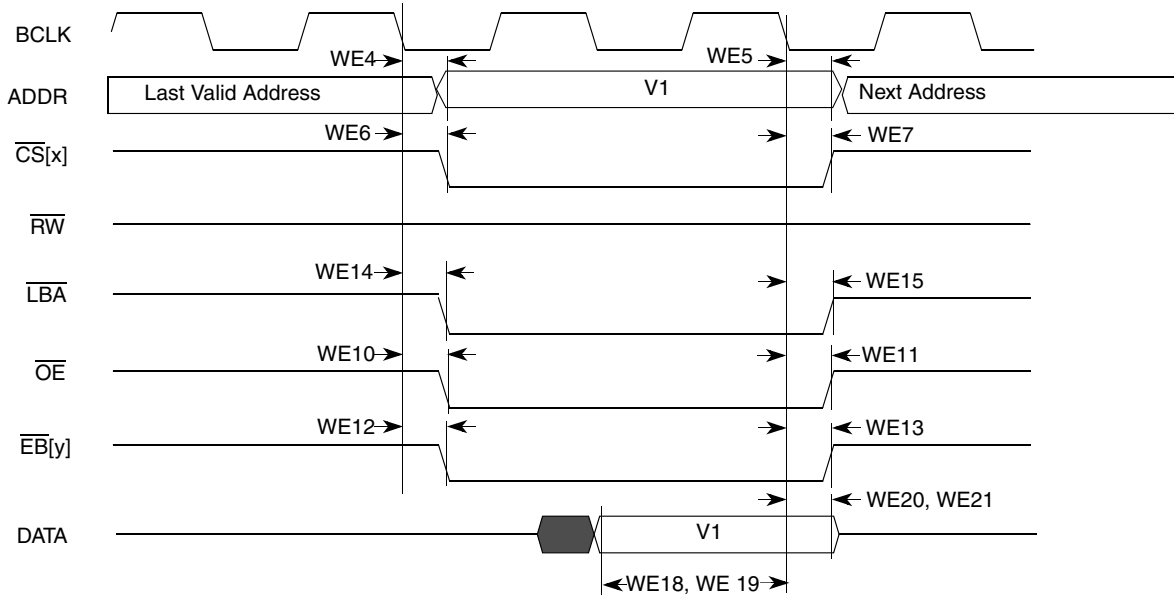 BCLK
WE4 WE5
ADDR Last Valid Address V1 Next Address
WE6 WE7
CS[x]
RW
WE14 WE15
LBA
WE10 WE11
OE
WE12 WE13
EB[y]
WE20, WE21
DATA V1
WE18, WE 19